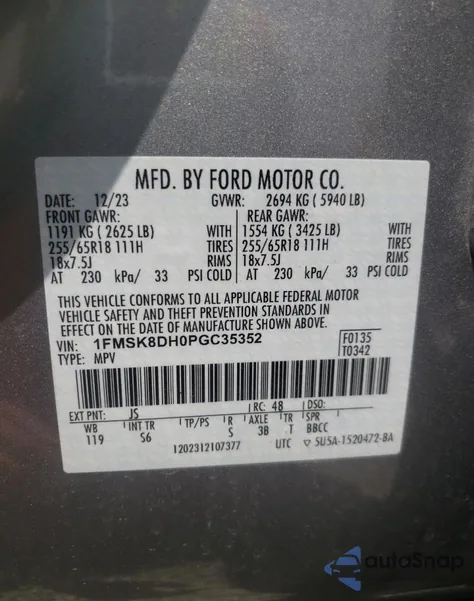 MFD. BY FORD MOTOR CO.
DATE: 12/23 GVWR: 2694 KG ( 5940 LB)
FRONT GAWR: REAR GAWR:
1191 KG ( 2625 LB) WITH 1554 KG ( 3425 LB) WITH
255/65R18 111H TIRES 255/65R18 111H TIRES
18x7.5J RIMS 18x7.5J RIMS
AT 230 kPa/ 33 PSI COLD AT 230 kPa/ 33 PSI COLD
THIS VEHICLE CONFORMS TO ALL APPLICABLE FEDERAL MOTOR
VEHICLE SAFETY AND THEFT PREVENTION STANDARDS IN
EFFECT ON THE DATE OF MANUFACTURE SHOWN ABOVE.
VIN: 1FMSK8DH0PGC35352 F0135
TYPE: MPV T0342
EXT PNT: JS RC: 48 DSO:
WB INT TR TP/PS R AXLE TR SPR
119 S6 S 3B T BBCC
1202312107377 UTC ▽ SU5A-1520472-BA
autoSnap